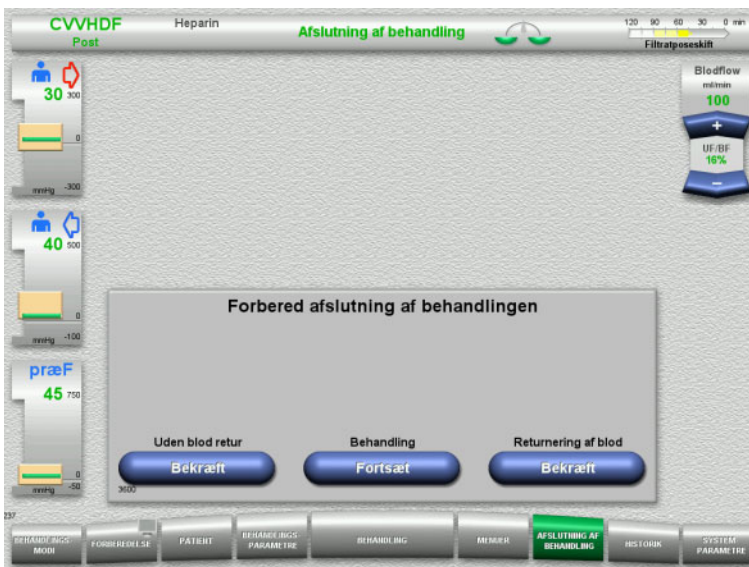 CVVHDF
Post
Heparin
Afslutning af behandling
120 90 60 30 0 min
Filtratposeskift
30 300
0
mmHg -300
40 500
0
mmHg -100
præF
45 750
0
mmHg -50
Blodflow
ml/min
100
+
UF/BF
16%
−
Forbered afslutning af behandlingen
Uden blod retur
Bekræft
Behandling
Fortsæt
Returnering af blod
Bekræft
3600
237
BEHANDLINGS-
MODI
FORBEREDELSE
PATIENT
BEHANDLINGS-
PARAMETRE
BEHANDLING
MENUER
AFSLUTNING AF
BEHANDLING
HISTORIK
SYSTEM
PARAMETRE